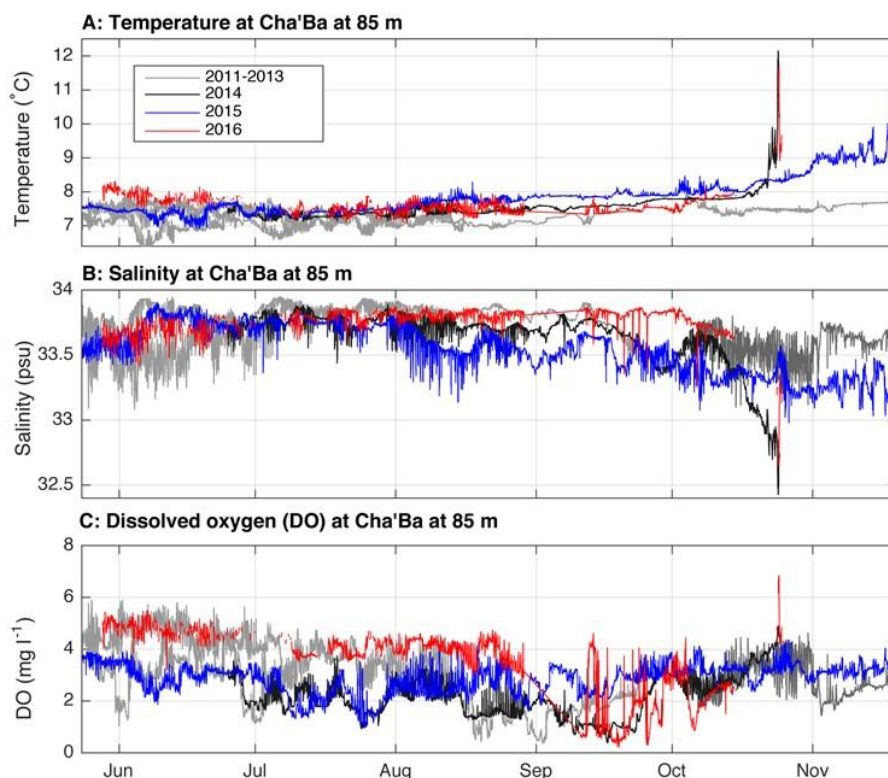 A: Temperature at Cha'Ba at 85 m
12
11
10
9
8
7
Temperature (°C)
2011-2013
2014
2015
2016
B: Salinity at Cha'Ba at 85 m
34
33.5
33
32.5
Salinity (psu)
C: Dissolved oxygen (DO) at Cha'Ba at 85 m
8
6
4
2
0
DO (mg l⁻¹)
Jun Jul Aug Sep Oct Nov